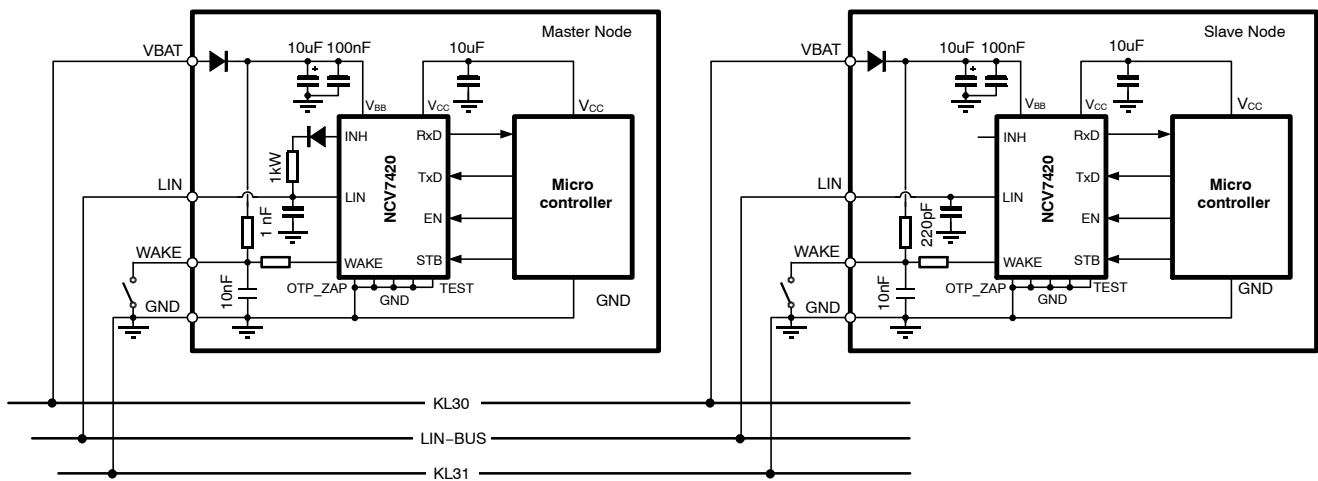 Master Node
VBAT
10uF 100nF
10uF
VBB
VCC
VCC
INH
RxD
1kW
NCV7420
TxD
Micro
controller
LIN
LIN
1 nF
EN
WAKE
WAKE
STB
10nF
OTP_ZAP
GND
TEST
GND
GND
Slave Node
VBAT
10uF 100nF
10uF
VBB
VCC
VCC
INH
RxD
NCV7420
TxD
Micro
controller
LIN
LIN
220pF
EN
WAKE
WAKE
STB
10nF
OTP_ZAP
GND
TEST
GND
GND
KL30
LIN−BUS
KL31